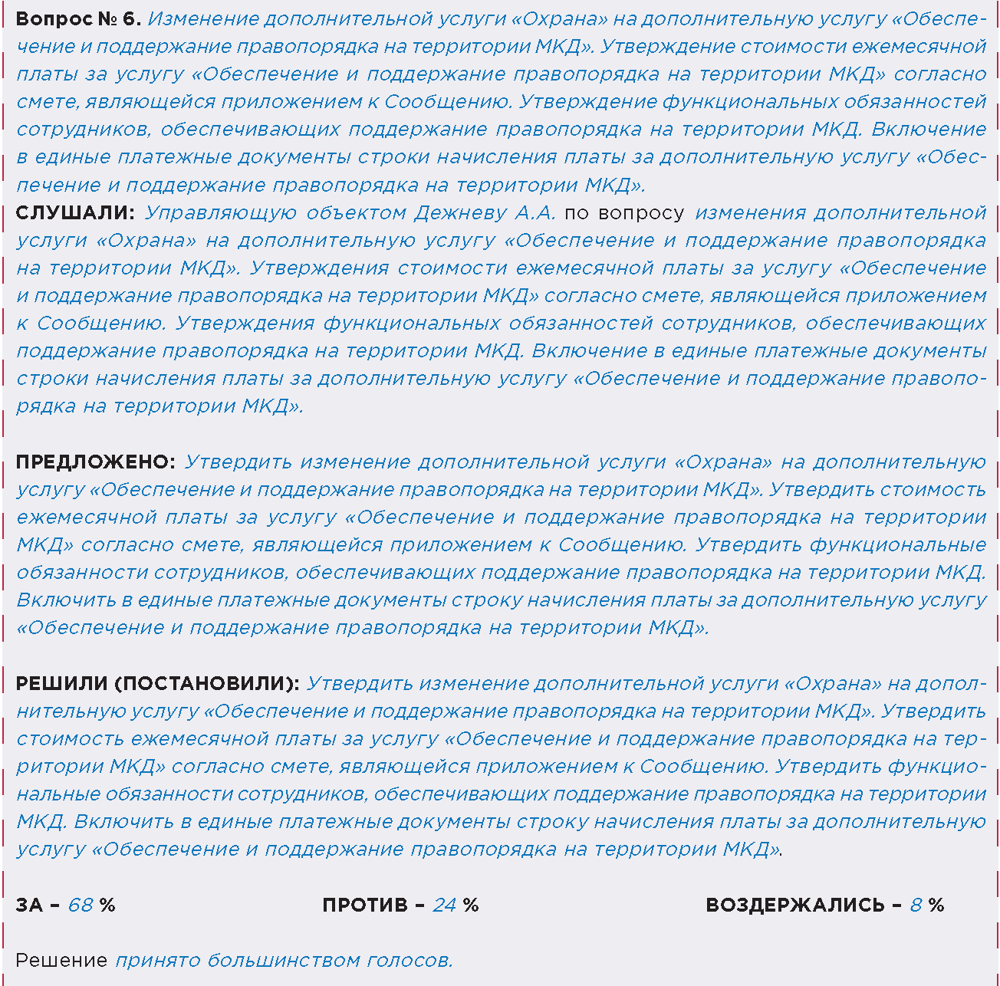 Вопрос № 6. Изменение дополнительной услуги «Охрана» на дополнительную услугу «Обеспе-
чение и поддержание правопорядка на территории МКД». Утверждение стоимости ежемесячной
платы за услугу «Обеспечение и поддержание правопорядка на территории МКД» согласно
смете, являющейся приложением к Сообщению. Утверждение функциональных обязанностей
сотрудников, обеспечивающих поддержание правопорядка на территории МКД. Включение
в единые платежные документы строки начисления платы за дополнительную услугу «Обес-
печение и поддержание правопорядка на территории МКД».
СЛУШАЛИ: Управляющую объектом Дежневу А.А. по вопросу изменения дополнительной
услуги «Охрана» на дополнительную услугу «Обеспечение и поддержание правопорядка
на территории МКД». Утверждения стоимости ежемесячной платы за услугу «Обеспечение
и поддержание правопорядка на территории МКД» согласно смете, являющейся приложением
к Сообщению. Утверждения функциональных обязанностей сотрудников, обеспечивающих
поддержание правопорядка на территории МКД. Включение в единые платежные документы
строки начисления платы за дополнительную услугу «Обеспечение и поддержание правопо-
рядка на территории МКД».
ПРЕДЛОЖЕНО: Утвердить изменение дополнительной услуги «Охрана» на дополнительную
услугу «Обеспечение и поддержание правопорядка на территории МКД». Утвердить стоимость
ежемесячной платы за услугу «Обеспечение и поддержание правопорядка на территории
МКД» согласно смете, являющейся приложением к Сообщению. Утвердить функциональные
обязанности сотрудников, обеспечивающих поддержание правопорядка на территории МКД.
Включить в единые платежные документы строку начисления платы за дополнительную услугу
«Обеспечение и поддержание правопорядка на территории МКД».
РЕШИЛИ (ПОСТАНОВИЛИ): Утвердить изменение дополнительной услуги «Охрана» на допол-
нительную услугу «Обеспечение и поддержание правопорядка на территории МКД». Утвердить
стоимость ежемесячной платы за услугу «Обеспечение и поддержание правопорядка на тер-
ритории МКД» согласно смете, являющейся приложением к Сообщению. Утвердить функцио-
нальные обязанности сотрудников, обеспечивающих поддержание правопорядка на территории
МКД. Включить в единые платежные документы строку начисления платы за дополнительную
услугу «Обеспечение и поддержание правопорядка на территории МКД».
ЗА – 68 % ПРОТИВ – 24 % ВОЗДЕРЖАЛИСЬ – 8 %
Решение принято большинством голосов.